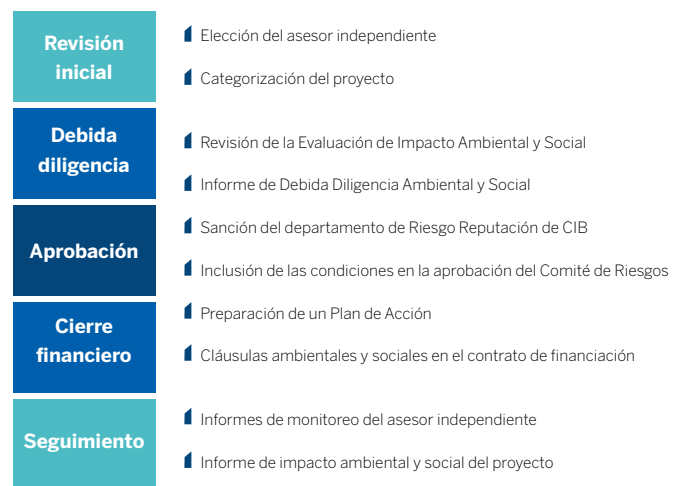 Revisión
inicial
Elección del asesor independiente
Categorización del proyecto
Debida
diligencia
Revisión de la Evaluación de Impacto Ambiental y Social
Informe de Debida Diligencia Ambiental y Social
Aprobación
Sanción del departamento de Riesgo Reputación de CIB
Inclusión de las condiciones en la aprobación del Comité de Riesgos
Cierre
financiero
Preparación de un Plan de Acción
Cláusulas ambientales y sociales en el contrato de financiación
Seguimiento
Informes de monitoreo del asesor independiente
Informe de impacto ambiental y social del proyecto